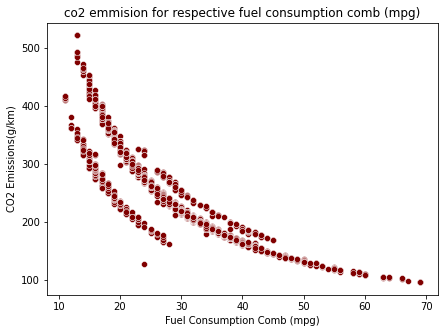 co2 emmision for respective fuel consumption comb (mpg)
500
400
300
200
100
CO2 Emissions(g/km)
10 20 30 40 50 60 70
Fuel Consumption Comb (mpg)